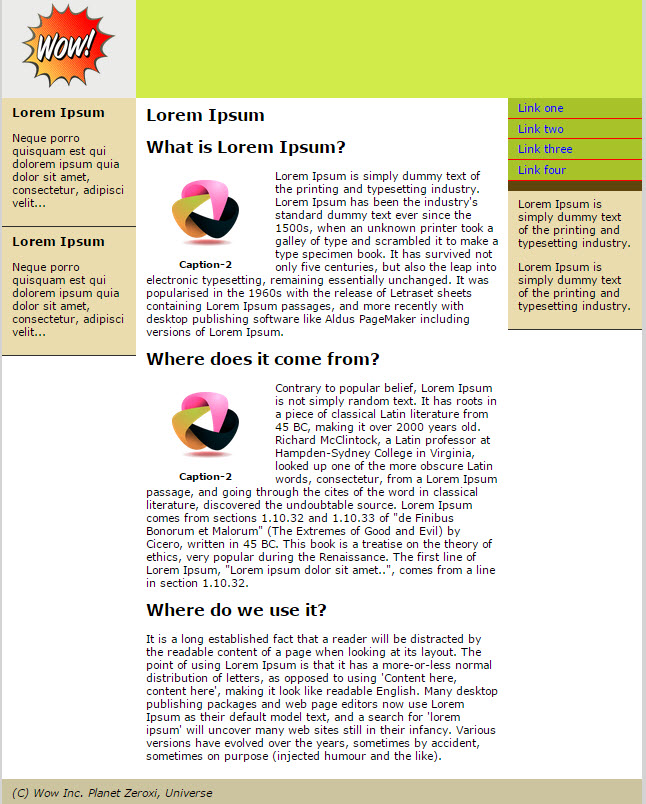 WOW!
Lorem Ipsum
Neque porro
quisquam est qui
dolorem ipsum quia
dolor sit amet,
consectetur, adipisci
velit...
Lorem Ipsum
Neque porro
quisquam est qui
dolorem ipsum quia
dolor sit amet,
consectetur, adipisci
velit...
Lorem Ipsum
What is Lorem Ipsum?
Lorem Ipsum is simply dummy text of
the printing and typesetting industry.
Lorem Ipsum has been the industry's
standard dummy text ever since the
1500s, when an unknown printer took a
galley of type and scrambled it to make a
type specimen book. It has survived not
only five centuries, but also the leap into
Caption-2
electronic typesetting, remaining essentially unchanged. It was
popularised in the 1960s with the release of Letraset sheets
containing Lorem Ipsum passages, and more recently with
desktop publishing software like Aldus PageMaker including
versions of Lorem Ipsum.
Where does it come from?
Contrary to popular belief, Lorem Ipsum
is not simply random text. It has roots in
a piece of classical Latin literature from
45 BC, making it over 2000 years old.
Richard McClintock, a Latin professor at
Hampden-Sydney College in Virginia,
looked up one of the more obscure Latin
words, consectetur, from a Lorem Ipsum
Caption-2
passage, and going through the cites of the word in classical
literature, discovered the undoubtable source. Lorem Ipsum
comes from sections 1.10.32 and 1.10.33 of "de Finibus
Bonorum et Malorum" (The Extremes of Good and Evil) by
Cicero, written in 45 BC. This book is a treatise on the theory of
ethics, very popular during the Renaissance. The first line of
Lorem Ipsum, "Lorem ipsum dolor sit amet..", comes from a line
in section 1.10.32.
Where do we use it?
It is a long established fact that a reader will be distracted by
the readable content of a page when looking at its layout. The
point of using Lorem Ipsum is that it has a more-or-less normal
distribution of letters, as opposed to using 'Content here,
content here', making it look like readable English. Many desktop
publishing packages and web page editors now use Lorem
Ipsum as their default model text, and a search for 'lorem
ipsum' will uncover many web sites still in their infancy. Various
versions have evolved over the years, sometimes by accident,
sometimes on purpose (injected humour and the like).
Link one
Link two
Link three
Link four
Lorem Ipsum is
simply dummy text
of the printing and
typesetting industry.
Lorem Ipsum is
simply dummy text
of the printing and
typesetting industry.
(C) Wow Inc. Planet Zeroxi, Universe